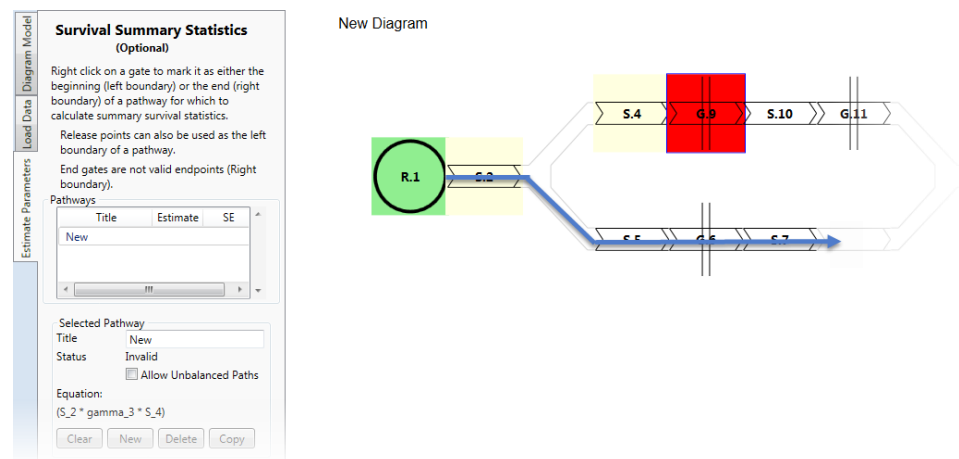 Diagram Model
Load Data
Estimate Parameters
Survival Summary Statistics
(Optional)
Right click on a gate to mark it as either the
beginning (left boundary) or the end (right
boundary) of a pathway for which to
calculate summary survival statistics.
Release points can also be used as the left
boundary of a pathway.
End gates are not valid endpoints (Right
boundary).
Pathways
Title Estimate SE
New
Selected Pathway
Title New
Status Invalid
Allow Unbalanced Paths
Equation:
(S_2 * gamma_3 * S_4)
Clear New Delete Copy
New Diagram
S.4 G.9 S.10 G.11
R.1 S.2
S.5 G.6 S.7